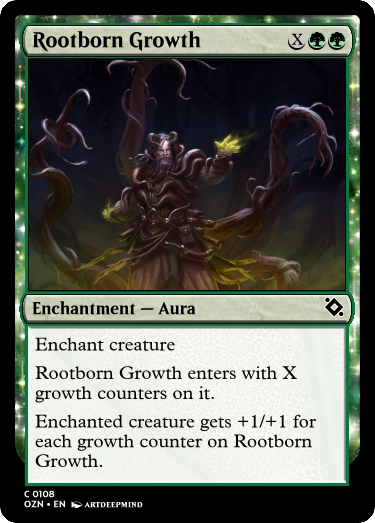 Rootborn Growth X
Enchantment — Aura
Enchant creature
Rootborn Growth enters with X
growth counters on it.
Enchanted creature gets +1/+1 for
each growth counter on Rootborn
Growth.
C 0108
OZN • EN ARTDEEPMIND